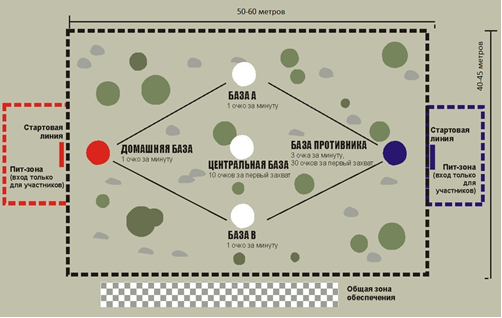 50-60 метров
40-45 метров
БАЗА А
1 очко за минуту
Стартовая
линия
ДОМАШНЯЯ БАЗА
1 очко за минуту
БАЗА ПРОТИВНИКА
3 очка за минуту,
30 очков за первый захват
Стартовая
линия
Пит-зона
(вход только
для участников)
ЦЕНТРАЛЬНАЯ БАЗА
10 очков за первый захват
Пит-зона
(вход только для
участников)
БАЗА В
1 очко за минуту
Общая зона
обеспечения